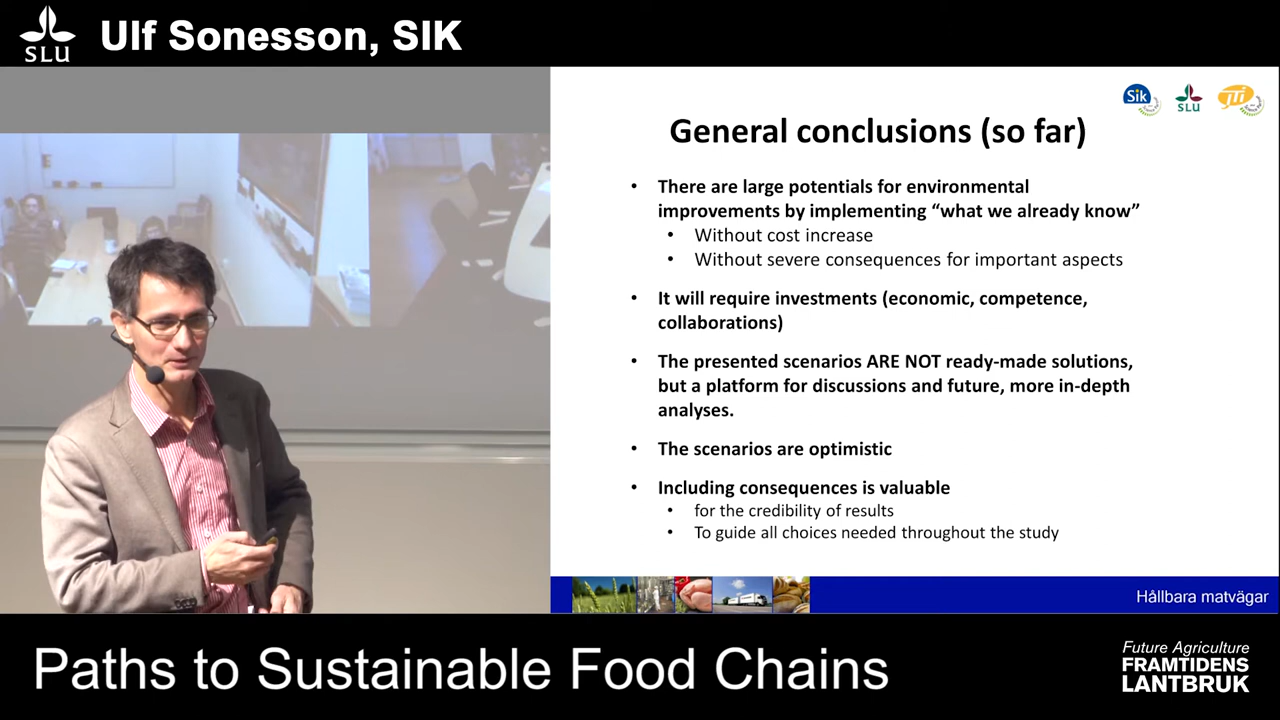 SLU
Ulf Sonesson, SIK
Sik
SLU
jti
General conclusions (so far)
• There are large potentials for environmental
improvements by implementing “what we already know”
• Without cost increase
• Without severe consequences for important aspects
• It will require investments (economic, competence,
collaborations)
• The presented scenarios ARE NOT ready-made solutions,
but a platform for discussions and future, more in-depth
analyses.
• The scenarios are optimistic
• Including consequences is valuable
• for the credibility of results
• To guide all choices needed throughout the study
Hållbara matvägar
Paths to Sustainable Food Chains
Future Agriculture
FRAMTIDENS
LANTBRUK